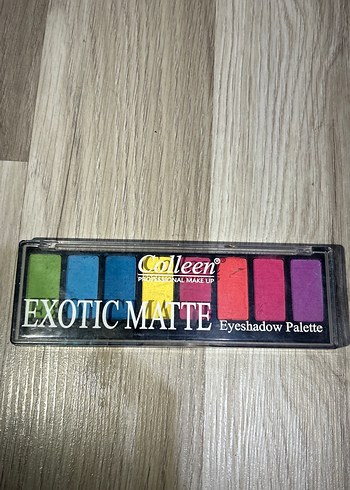 Colleen®
PROFESSIONAL MAKE UP
EXOTIC MATTE Eyeshadow Palette